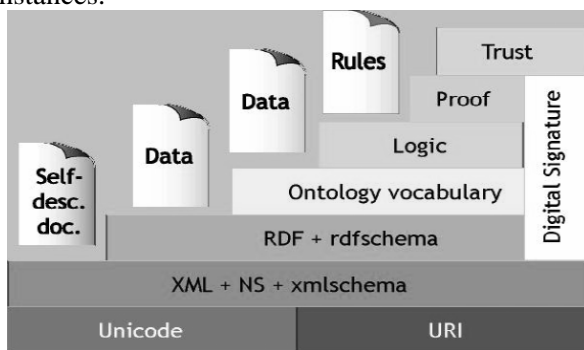 nstances.
Rules
Trust
Data
Proof
Data
Logic
Self-
desc.
doc.
Ontology vocabulary
Digital Signature
RDF + rdfschema
XML + NS + xmlschema
Unicode
URI